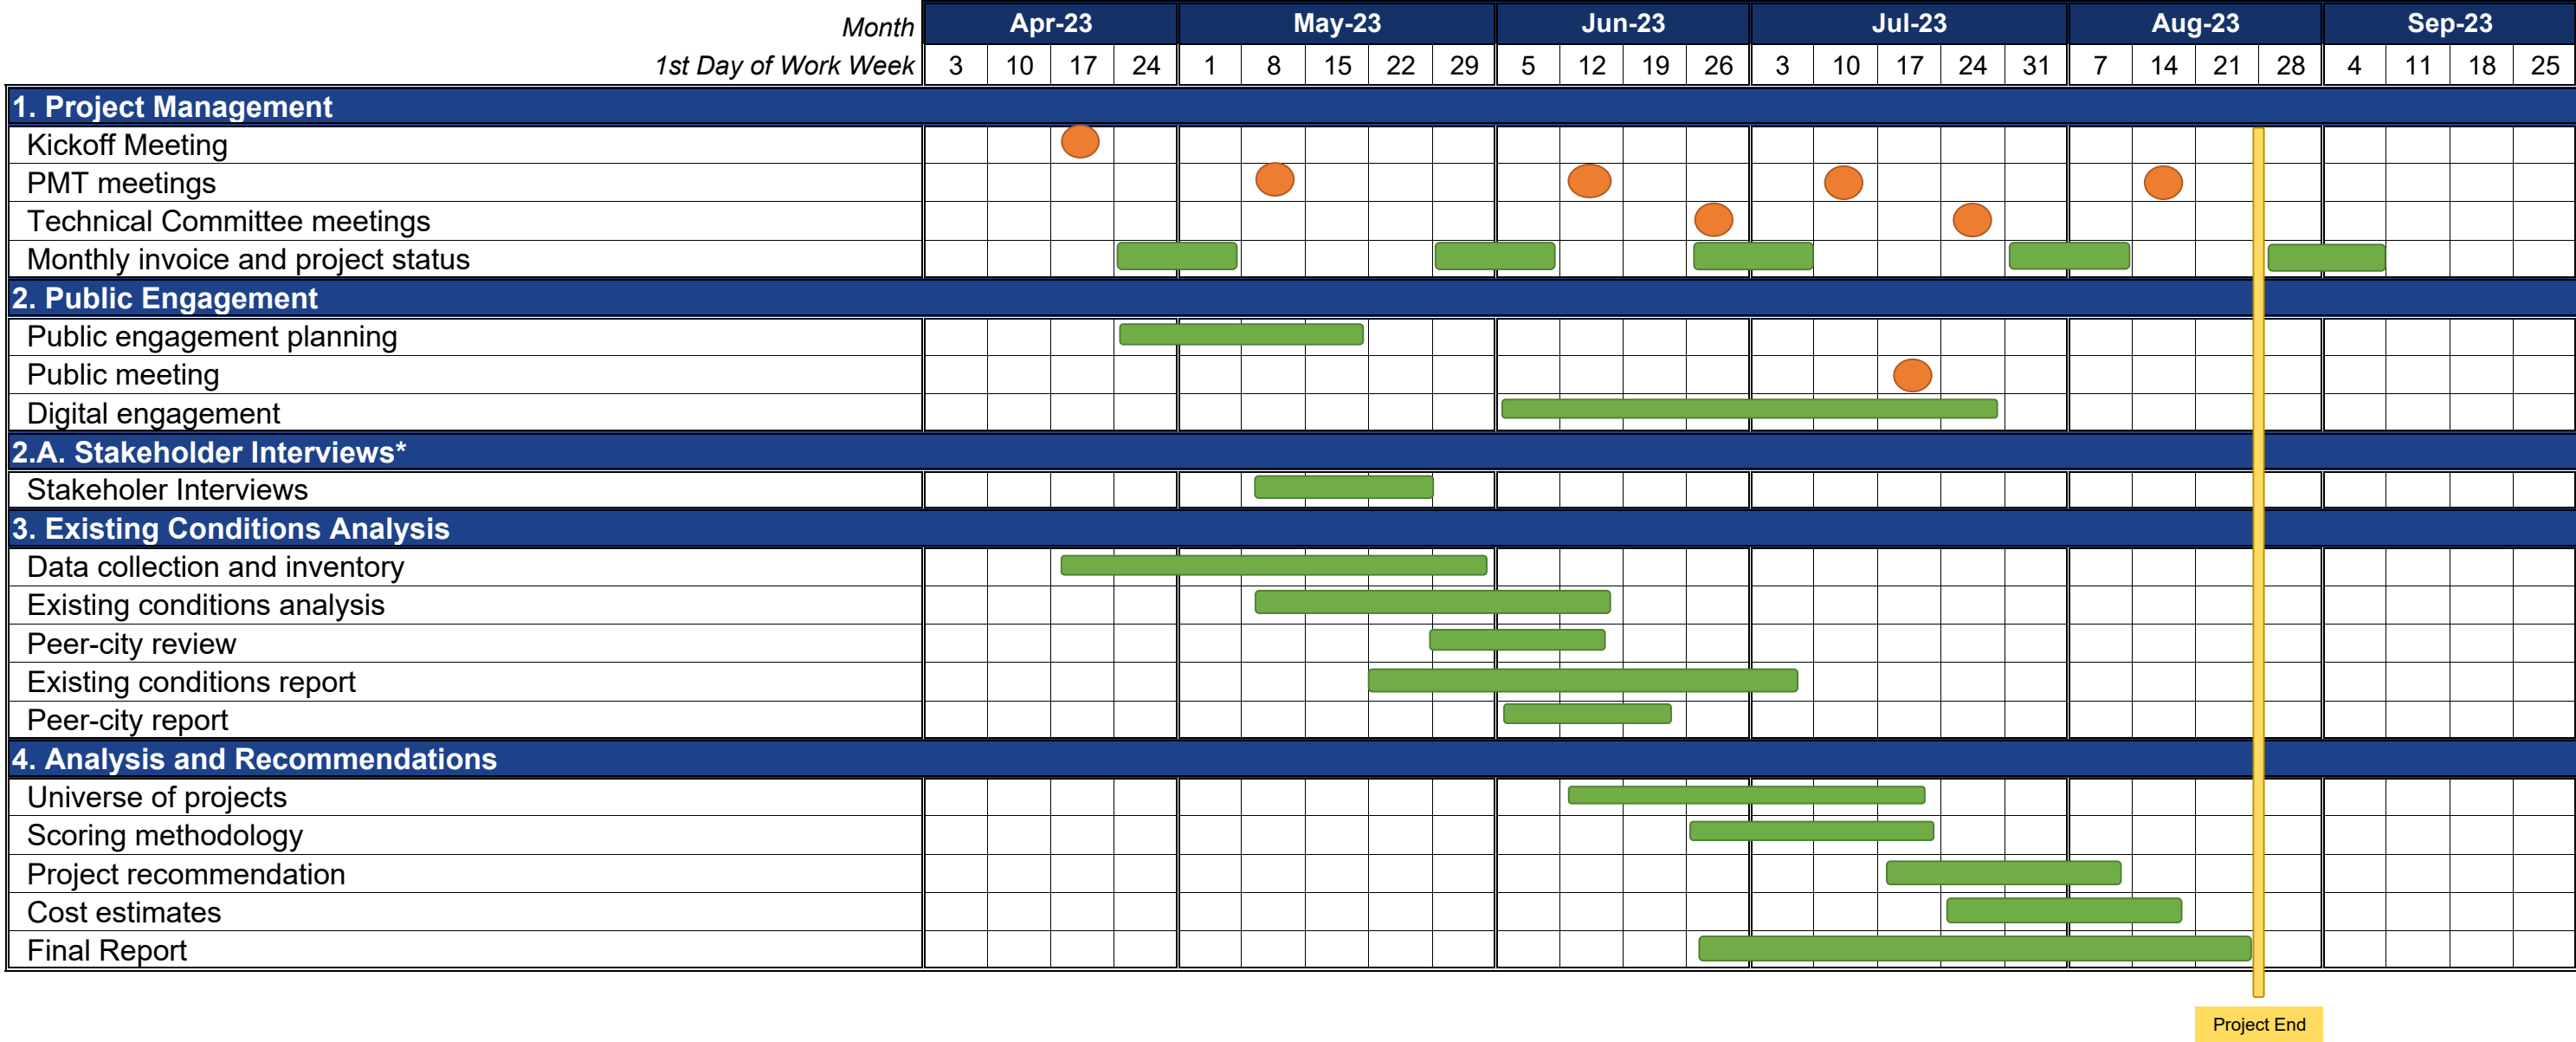 Month Apr-23 May-23 Jun-23 Jul-23 Aug-23 Sep-23
1st Day of Work Week 3 10 17 24 1 8 15 22 29 5 12 19 26 3 10 17 24 31 7 14 21 28 4 11 18 25
1. Project Management
Kickoff Meeting
PMT meetings
Technical Committee meetings
Monthly invoice and project status
2. Public Engagement
Public engagement planning
Public meeting
Digital engagement
2.A. Stakeholder Interviews*
Stakeholer Interviews
3. Existing Conditions Analysis
Data collection and inventory
Existing conditions analysis
Peer-city review
Existing conditions report
Peer-city report
4. Analysis and Recommendations
Universe of projects
Scoring methodology
Project recommendation
Cost estimates
Final Report
Project End